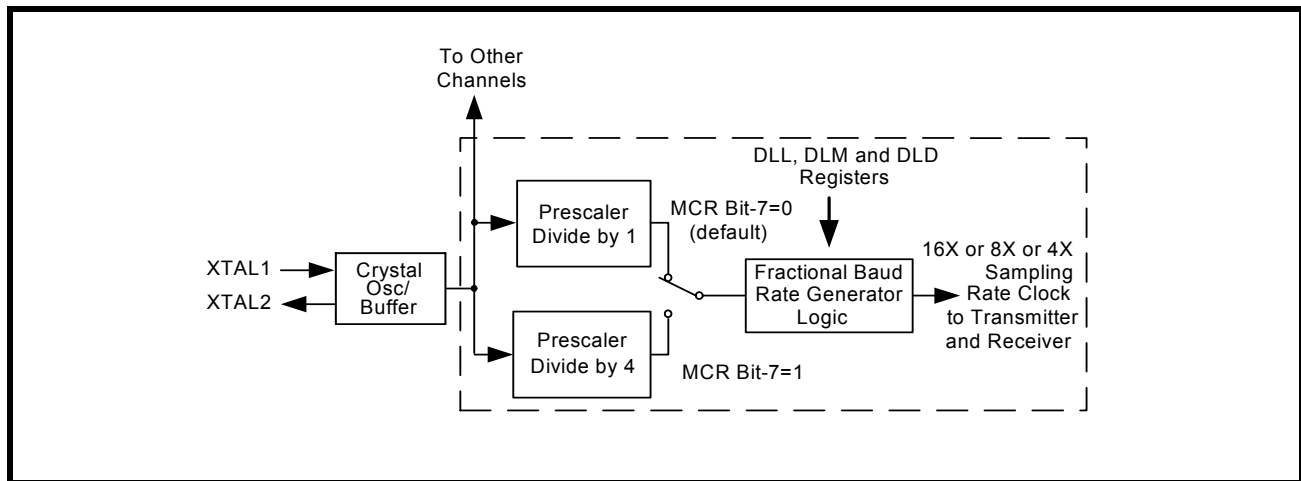 To Other
Channels
DLL, DLM and DLD
Registers
Prescaler
Divide by 1
MCR Bit-7=0
(default)
XTAL1
XTAL2
Crystal
Osc/
Buffer
Fractional Baud
Rate Generator
Logic
16X or 8X or 4X
Sampling
Rate Clock
to Transmitter
and Receiver
Prescaler
Divide by 4
MCR Bit-7=1